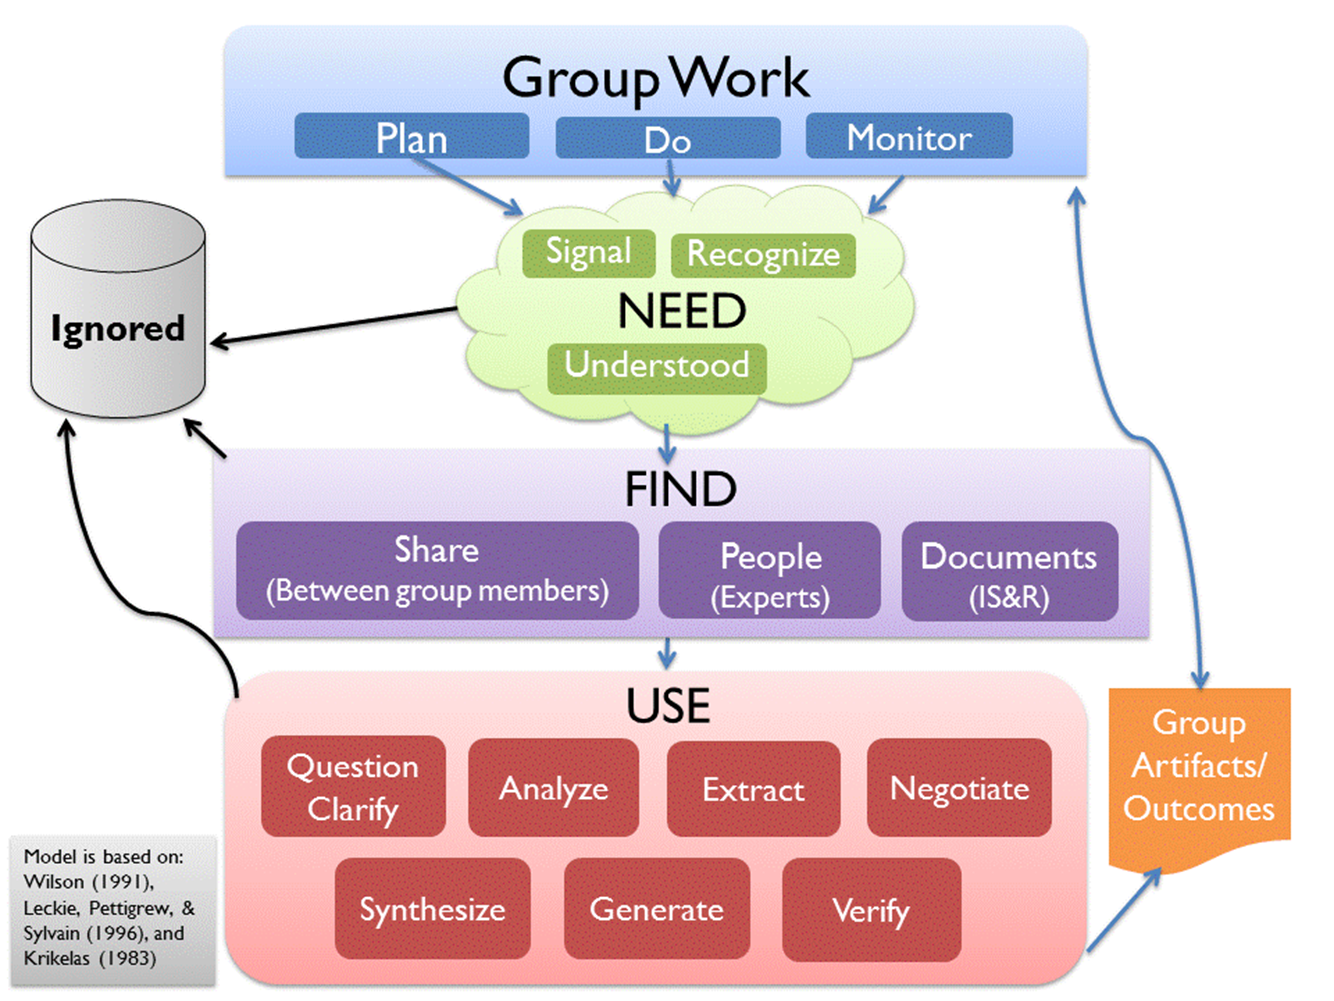 Group Work
Plan
Do
Monitor
Signal
Recognize
NEED
Understood
Ignored
FIND
Share
(Between group members)
People
(Experts)
Documents
(IS&R)
USE
Question
Clarify
Analyze
Extract
Negotiate
Synthesize
Generate
Verify
Group
Artifacts/
Outcomes
Model is based on:
Wilson (1991),
Leckie, Pettigrew, &
Sylvain (1996), and
Krikelas (1983)